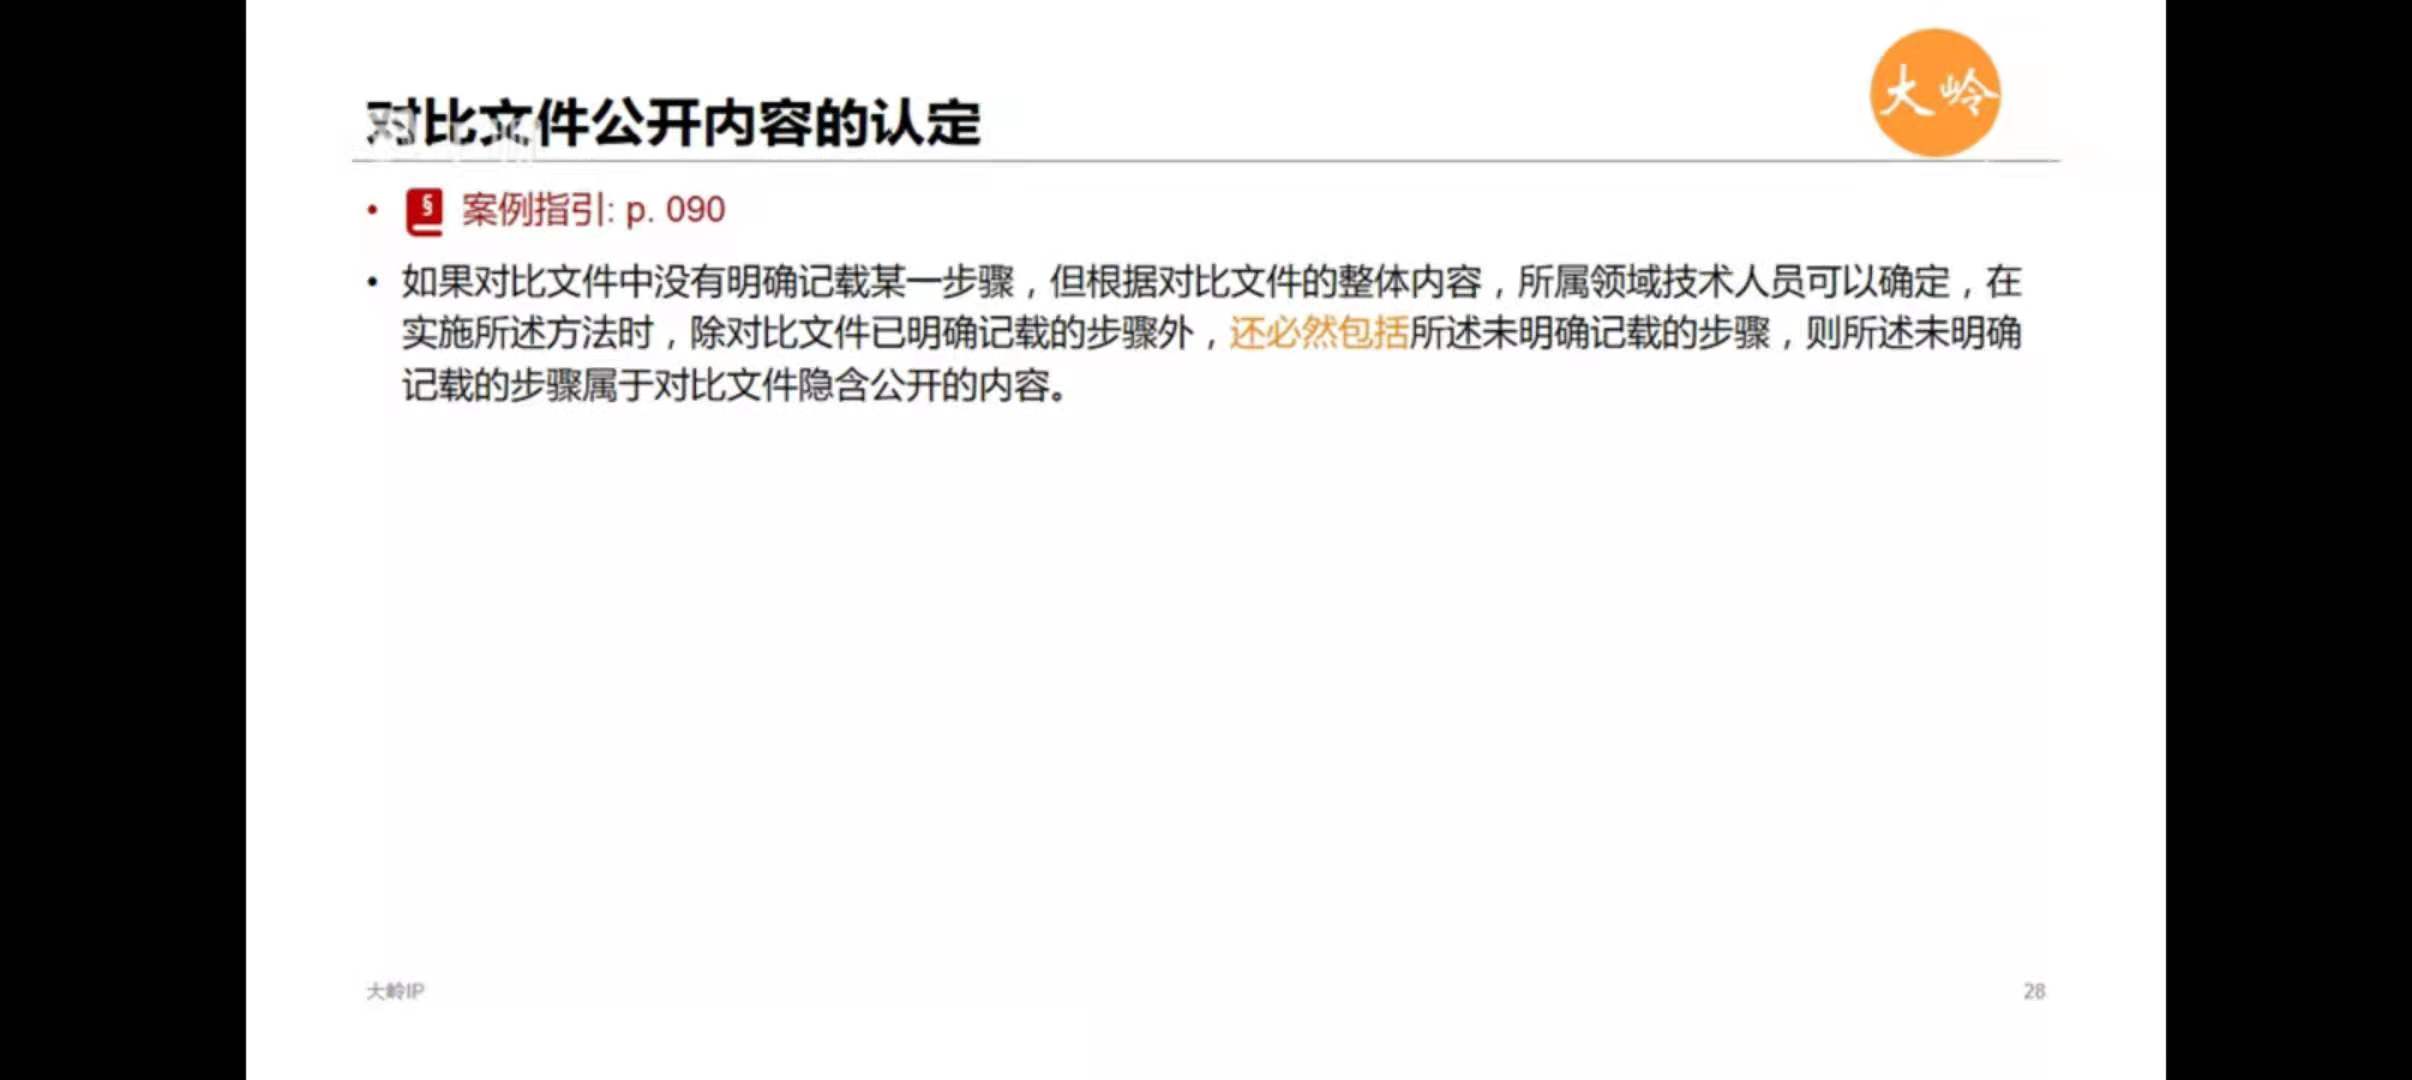 大岭
对比文件公开内容的认定
• § 案例指引: p. 090
• 如果对比文件中没有明确记载某一步骤，但根据对比文件的整体内容，所属领域技术人员可以确定，在
实施所述方法时，除对比文件已明确记载的步骤外，还必然包括所述未明确记载的步骤，则所述未明确
记载的步骤属于对比文件隐含公开的内容。
大岭IP
28